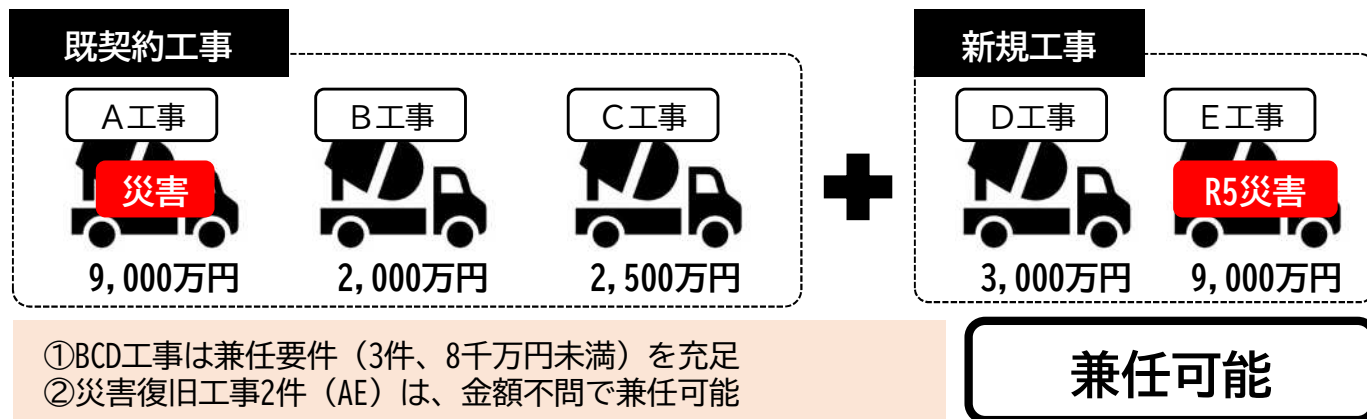 既契約工事
新規工事
A工事
B工事
C工事
D工事
E工事
災害
R5災害
9,000万円
2,000万円
2,500万円
3,000万円
9,000万円
①BCD工事は兼任要件（3件、8千万円未満）を充足
②災害復旧工事2件（AE）は、金額不問で兼任可能
兼任可能